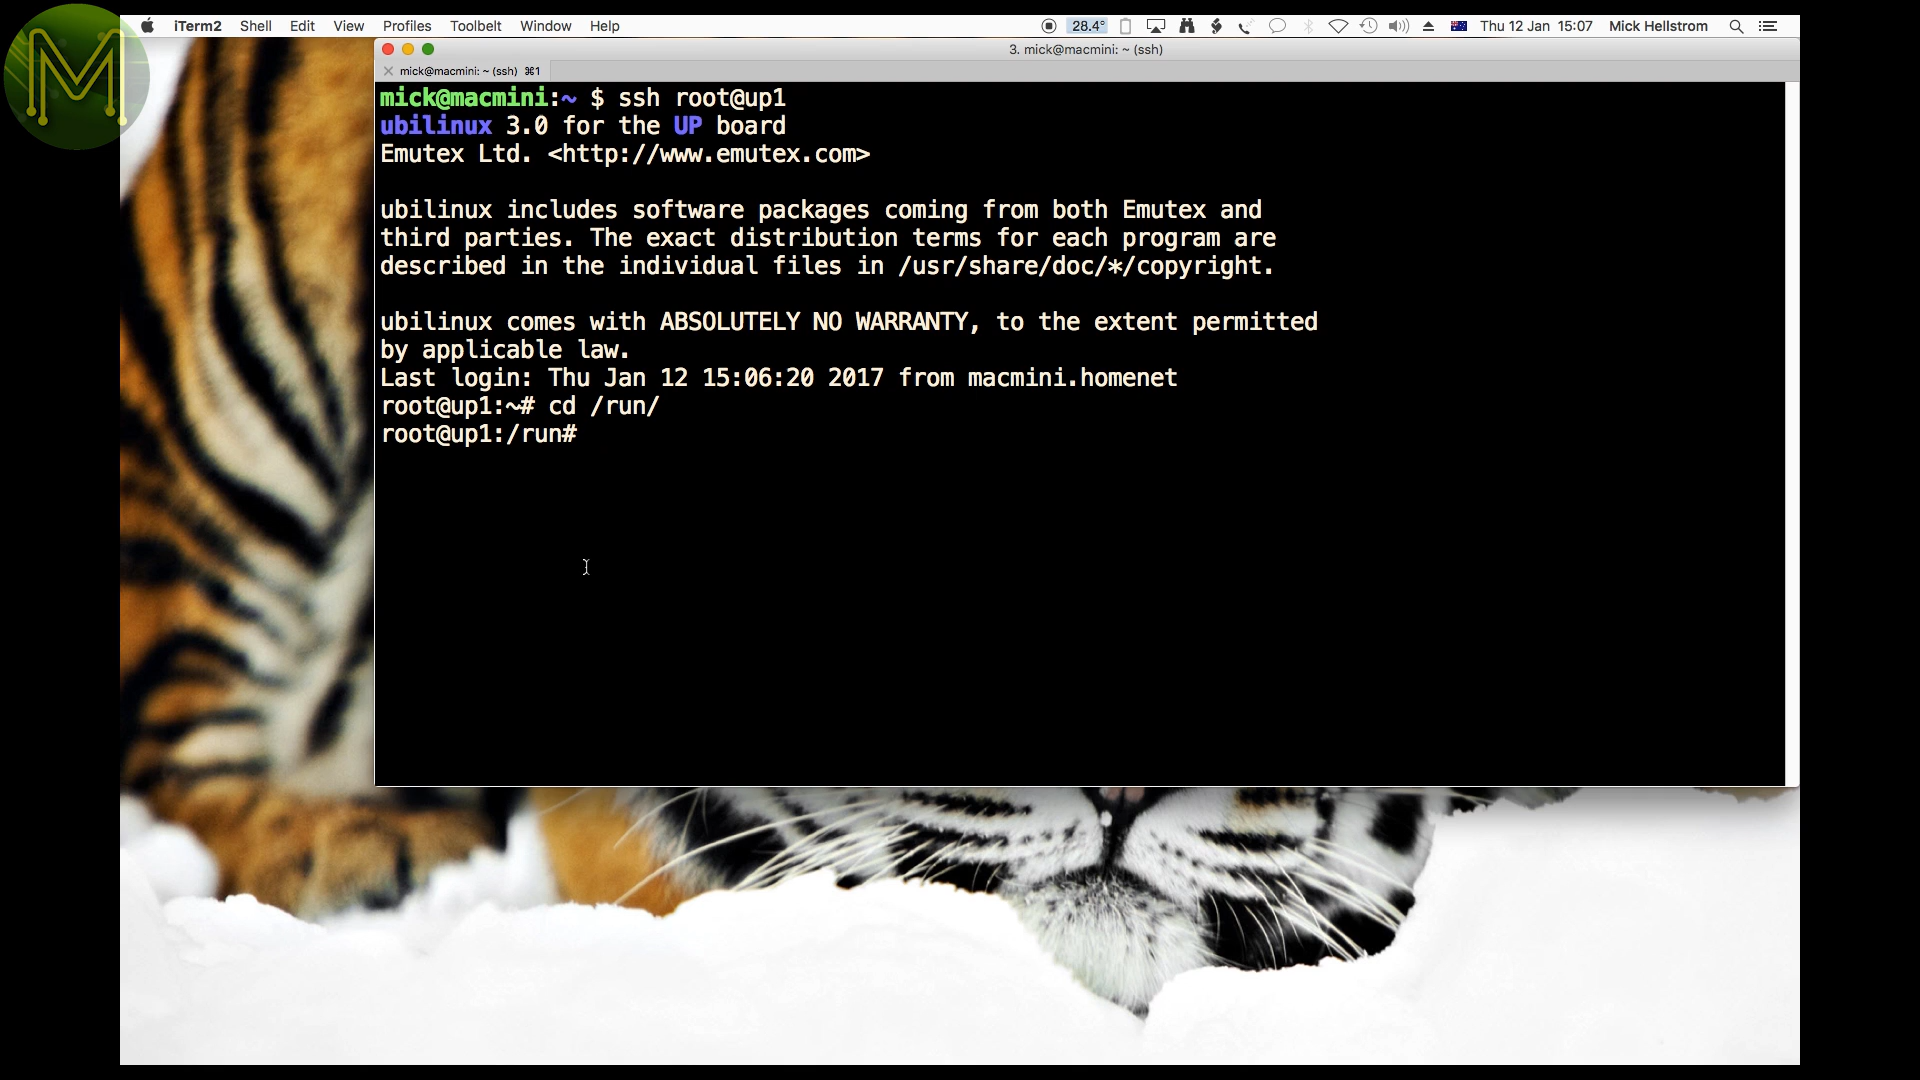 M
iTerm2 Shell Edit View Profiles Toolbelt Window Help 28.4° Thu 12 Jan 15:07 Mick Hellstrom
3. mick@macmini: ~ (ssh)
mick@macmini: ~ (ssh) ⌘1
mick@macmini:~ $ ssh root@up1
ubilinux 3.0 for the UP board
Emutex Ltd. <http://www.emutex.com>
ubilinux includes software packages coming from both Emutex and
third parties. The exact distribution terms for each program are
described in the individual files in /usr/share/doc/*/copyright.
ubilinux comes with ABSOLUTELY NO WARRANTY, to the extent permitted
by applicable law.
Last login: Thu Jan 12 15:06:20 2017 from macmini.homenet
root@up1:~# cd /run/
root@up1:/run#